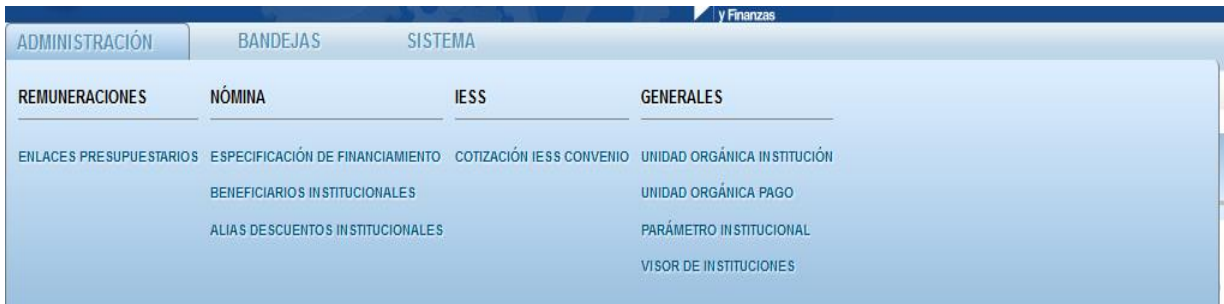 y Finanzas
ADMINISTRACIÓN BANDEJAS SISTEMA
REMUNERACIONES NÓMINA IESS GENERALES
ENLACES PRESUPUESTARIOS ESPECIFICACIÓN DE FINANCIAMIENTO COTIZACIÓN IESS CONVENIO UNIDAD ORGÁNICA INSTITUCIÓN
BENEFICIARIOS INSTITUCIONALES UNIDAD ORGÁNICA PAGO
ALIAS DESCUENTOS INSTITUCIONALES PARÁMETRO INSTITUCIONAL
VISOR DE INSTITUCIONES